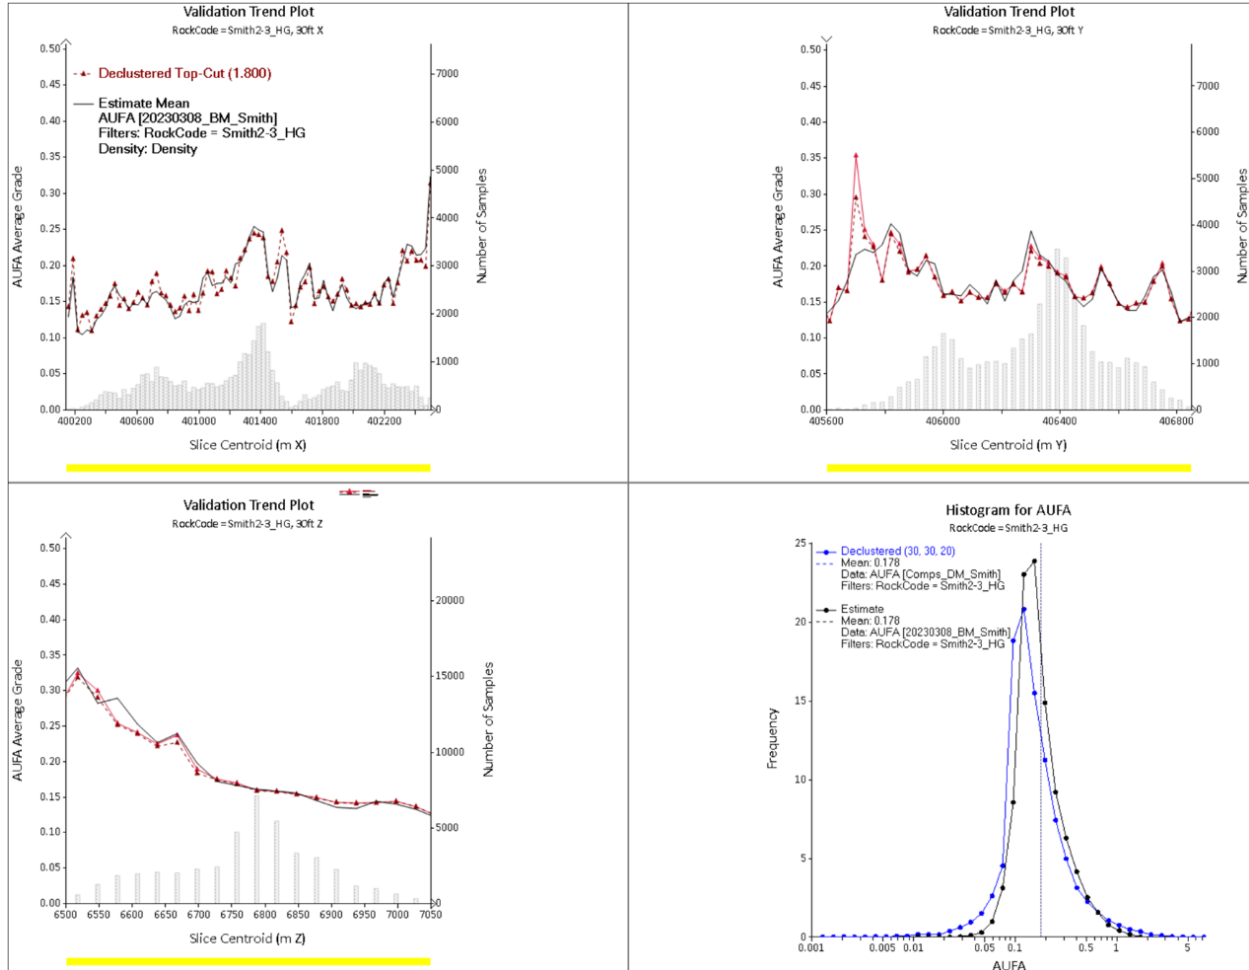 Validation Trend Plot
RockCode = Smith2-3_HG, 30ft X
0.50
0.45
0.40
0.35
0.30
0.25
0.20
0.15
0.10
0.05
0.00
AUFA Average Grade
Declustered Top-Cut (1.800)
Estimate Mean
AUFA [20230308_BM_Smith]
Filters: RockCode = Smith2-3_HG
Density: Density
7000
6000
5000
4000
3000
2000
1000
0
Number of Samples
400200 400600 401000 401400 401800 402200
Slice Centroid (m X)
Validation Trend Plot
RockCode = Smith2-3_HG, 30ft Y
0.50
0.45
0.40
0.35
0.30
0.25
0.20
0.15
0.10
0.05
0.00
AUFA Average Grade
7000
6000
5000
4000
3000
2000
1000
0
Number of Samples
405600 406000 406400 406800
Slice Centroid (m Y)
Validation Trend Plot
RockCode = Smith2-3_HG, 30ft Z
0.50
0.45
0.40
0.35
0.30
0.25
0.20
0.15
0.10
0.05
0.00
AUFA Average Grade
20000
15000
10000
5000
0
Number of Samples
6500 6550 6600 6650 6700 6750 6800 6850 6900 6950 7000 7050
Slice Centroid (m Z)
Histogram for AUFA
RockCode = Smith2-3_HG
25
20
15
10
5
0
Frequency
Declustered (30, 30, 20)
Mean: 0.178
Data: AUFA [Comps_DM_Smith]
Filters: RockCode = Smith2-3_HG
Estimate
Mean: 0.178
Data: AUFA [20230308_BM_Smith]
Filters: RockCode = Smith2-3_HG
0.001 0.005 0.01 0.05 0.1 0.5 1 5
AUFA